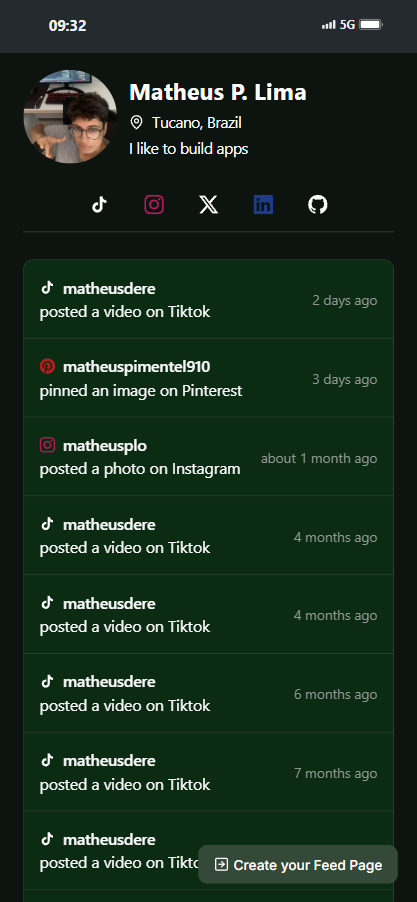 09:32
5G
Matheus P. Lima
Tucano, Brazil
I like to build apps
matheusdere
posted a video on Tiktok
2 days ago
matheuspimentel910
pinned an image on Pinterest
3 days ago
matheusplo
posted a photo on Instagram
about 1 month ago
matheusdere
posted a video on Tiktok
4 months ago
matheusdere
posted a video on Tiktok
4 months ago
matheusdere
posted a video on Tiktok
6 months ago
matheusdere
posted a video on Tiktok
7 months ago
matheusdere
posted a video on
Create your Feed Page